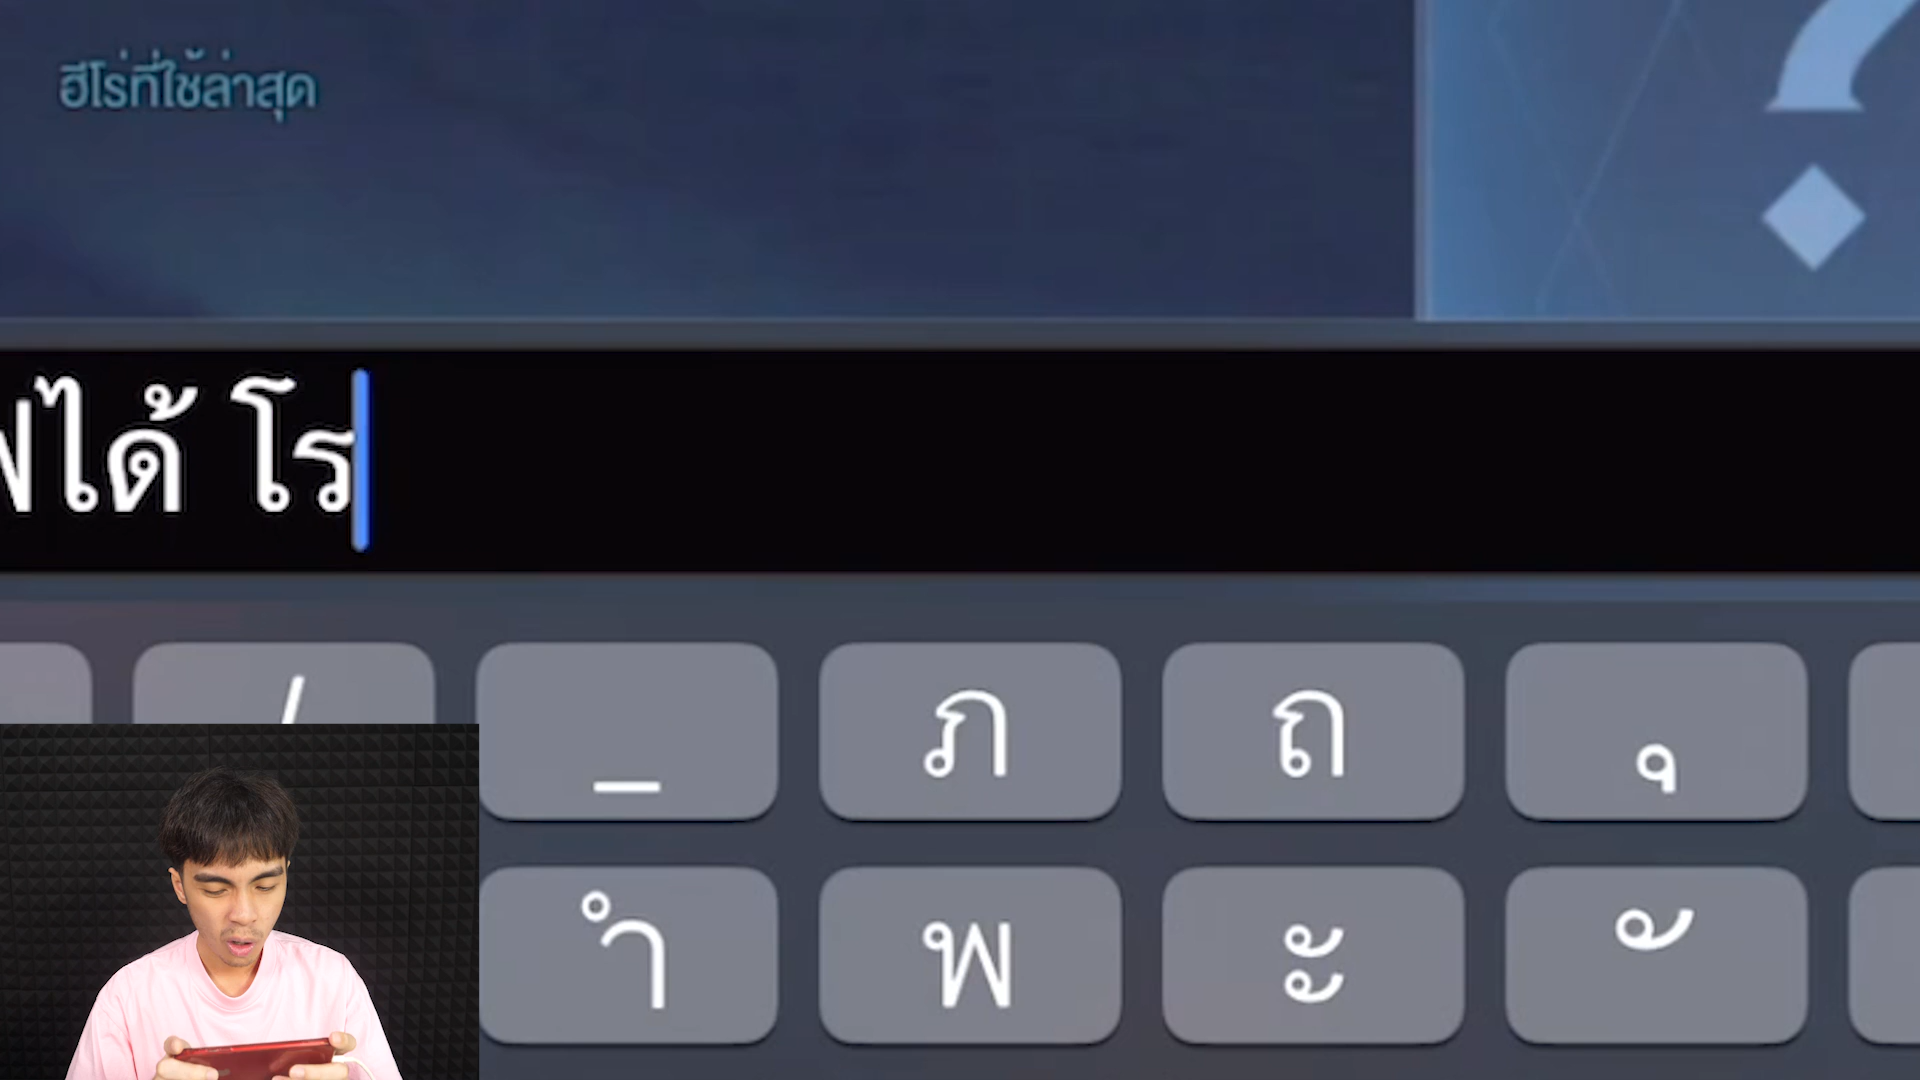 ฮีโร่ที่ใช้ล่าสุด
?
ได้ โร
/ _ ภ ถ ุ
ำ พ ะ ั